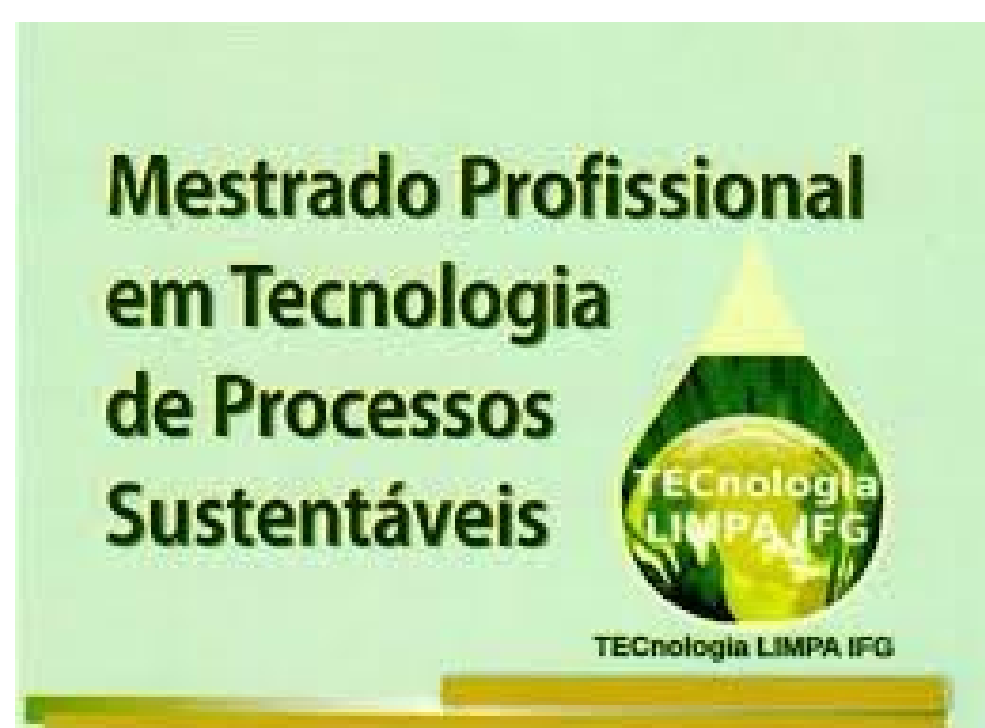 Mestrado Profissional
em Tecnologia
de Processos
Sustentáveis
TECnologia
LIMPA IFG
TECnologia LIMPA IFG